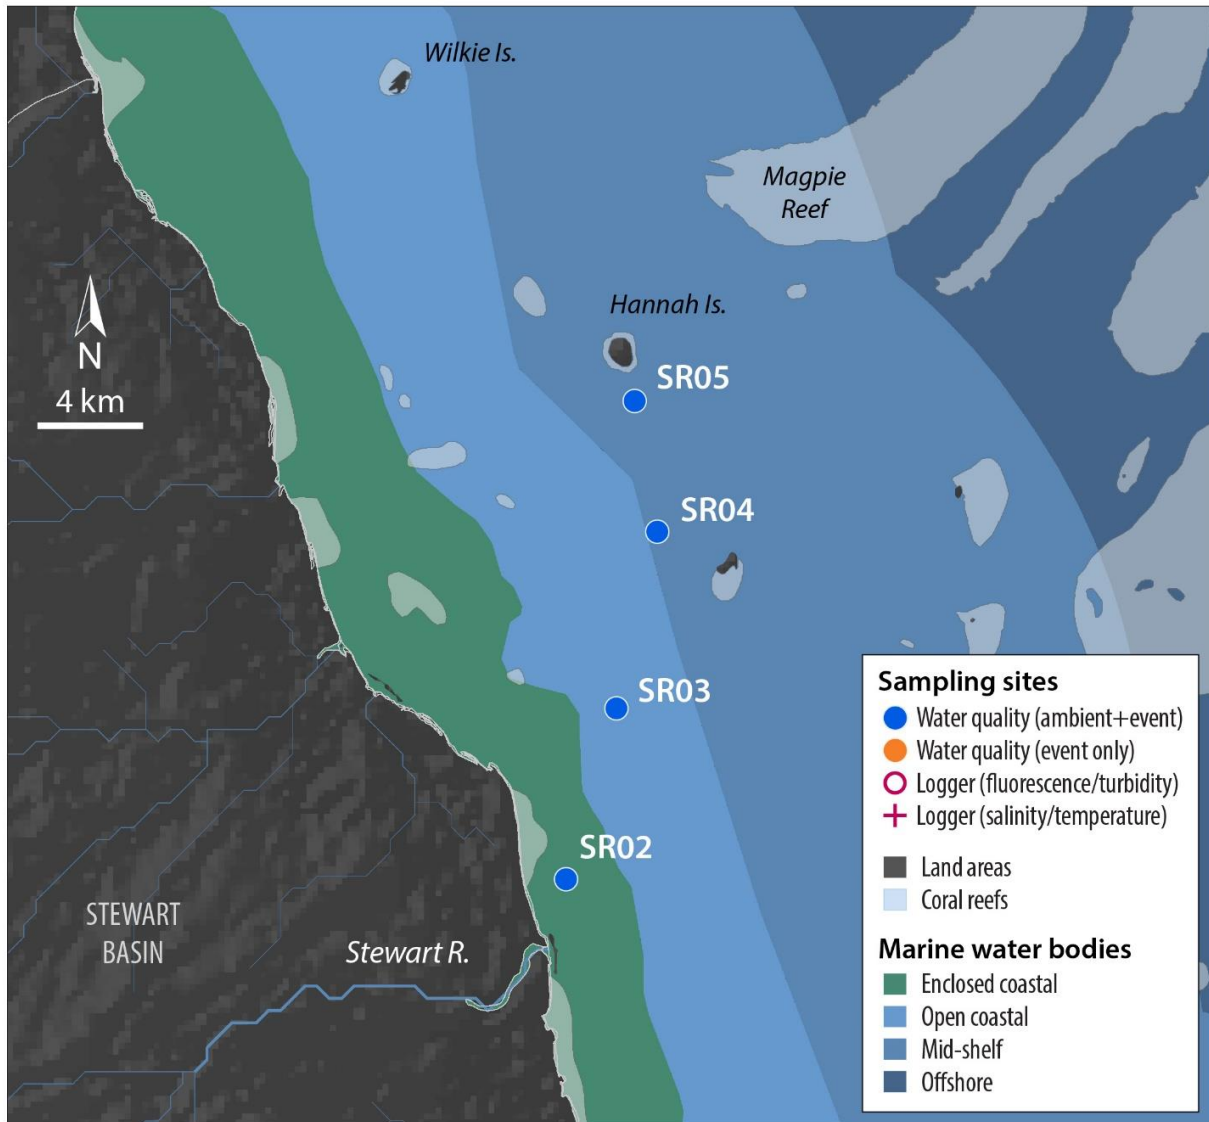 Wilkie Is.
Magpie
Reef
Hannah Is.
N
4 km
SR05
SR04
SR03
SR02
STEWART
BASIN
Stewart R.
Sampling sites
Water quality (ambient+event)
Water quality (event only)
Logger (fluorescence/turbidity)
Logger (salinity/temperature)
Land areas
Coral reefs
Marine water bodies
Enclosed coastal
Open coastal
Mid-shelf
Offshore